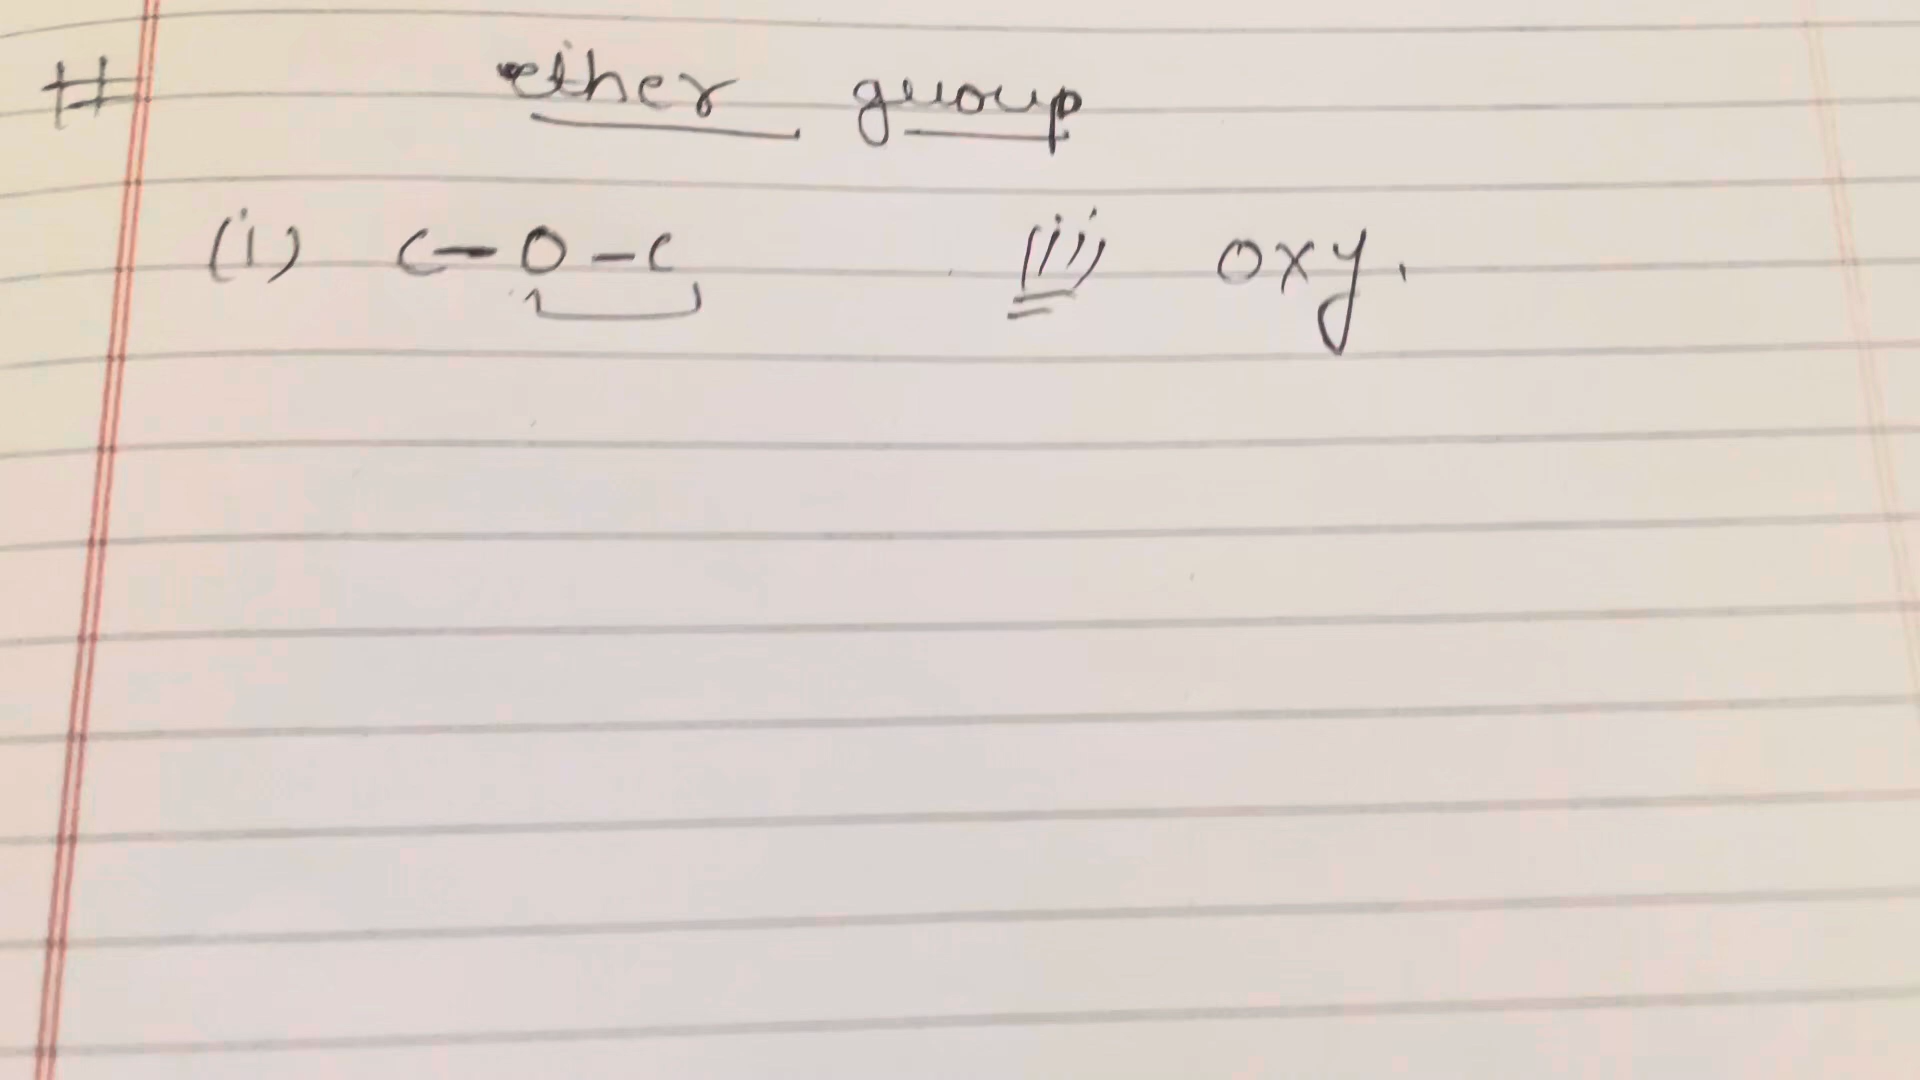 # ether group
(i) C-O-C (ii) oxy.